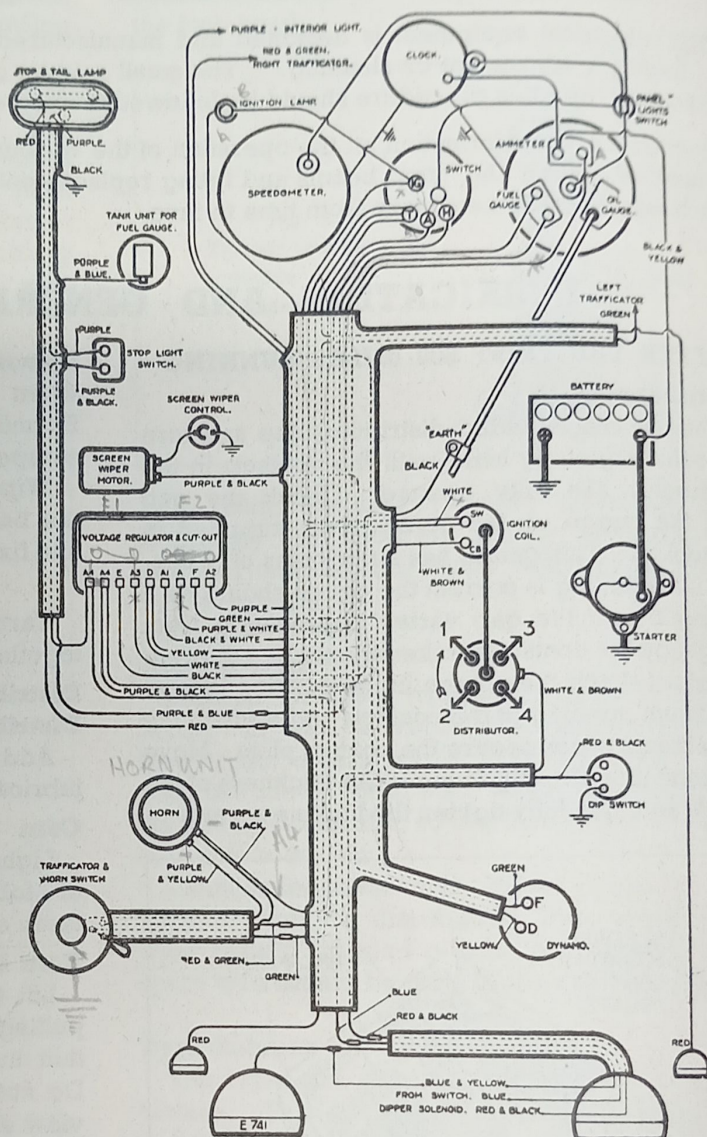 PURPLE - INTERIOR LIGHT.
RED & GREEN.
RIGHT TRAFFICATOR.
CLOCK.
STOP & TAIL LAMP
RED
PURPLE.
BLACK
B
IGNITION LAMP.
A
PANEL
LIGHTS
SWITCH
AMMETER
A
SPEEDOMETER.
SWITCH
IG
T
A
H
FUEL
GAUGE
OIL
GAUGE.
TANK UNIT FOR
FUEL GAUGE.
PURPLE
& BLUE.
BLACK &
YELLOW
LEFT
TRAFFICATOR
GREEN
PURPLE
STOP LIGHT
SWITCH.
PURPLE
& BLACK.
BATTERY
SCREEN WIPER
CONTROL.
SCREEN
WIPER
MOTOR.
PURPLE & BLACK
"EARTH"
BLACK
F2
VOLTAGE REGULATOR & CUT-OUT
A4 A4 E A3 D A1 A F A2
WHITE
SW
CB
IGNITION
COIL.
WHITE
& BROWN
PURPLE
GREEN
PURPLE & WHITE
BLACK & WHITE
YELLOW
WHITE
BLACK
PURPLE & BLACK
PURPLE & BLUE
RED
STARTER
1
3
2
4
DISTRIBUTOR.
WHITE & BROWN
HORN UNIT
HORN
PURPLE &
BLACK
PURPLE
& YELLOW
RED & BLACK
DIP SWITCH
TRAFFICATOR &
HORN SWITCH
RED & GREEN
GREEN
GREEN
F
YELLOW
D
DYNAMO.
BLUE
RED & BLACK
RED
RED
BLUE & YELLOW
FROM SWITCH. BLUE.
DIPPER SOLENOID. RED & BLACK
E 741